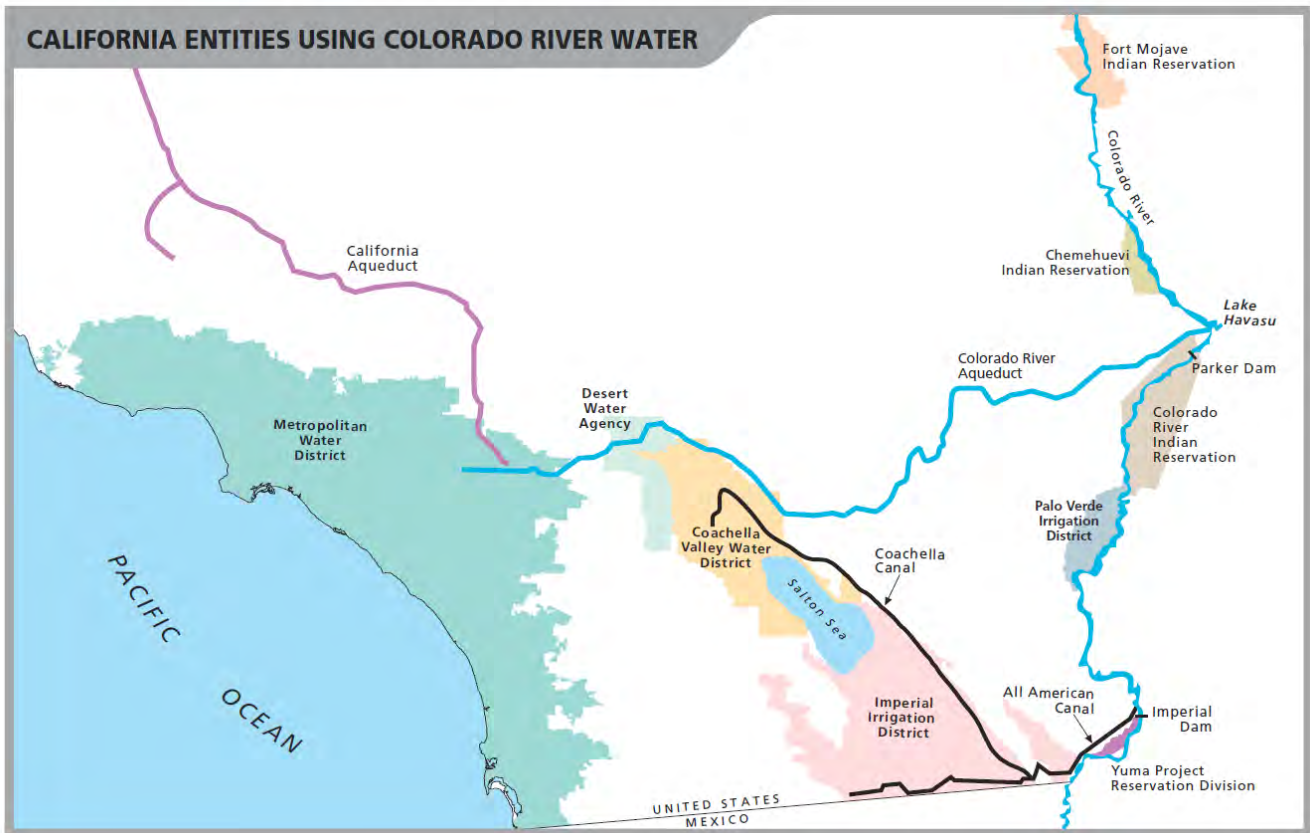 CALIFORNIA ENTITIES USING COLORADO RIVER WATER
Fort Mojave
Indian Reservation
Colorado River
California
Aqueduct
Chemehuevi
Indian Reservation
Lake
Havasu
Colorado River
Aqueduct
Parker Dam
Desert
Water
Agency
Metropolitan
Water
District
Colorado
River
Indian
Reservation
Palo Verde
Irrigation
District
Coachella
Valley Water
District
Coachella
Canal
Salton Sea
PACIFIC
OCEAN
Imperial
Irrigation
District
All American
Canal
Imperial
Dam
Yuma Project
Reservation Division
UNITED STATES
MEXICO